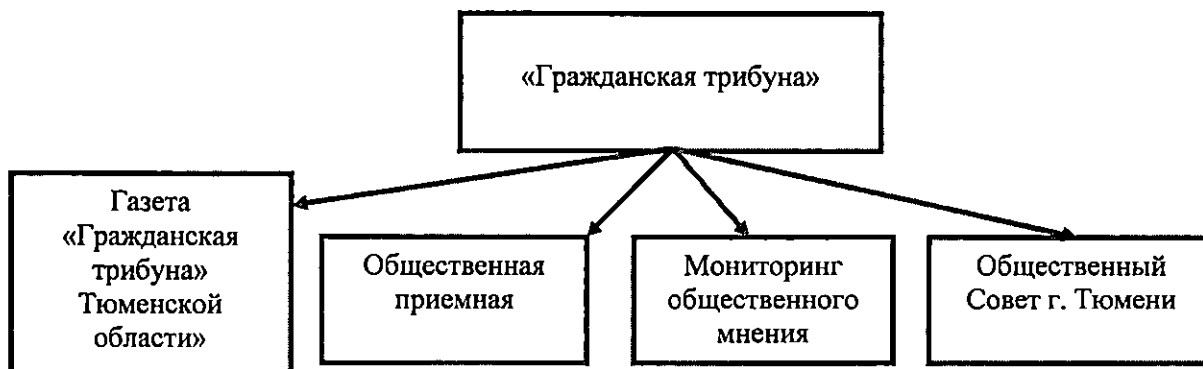 «Гражданская трибуна»
Газета
«Гражданская
трибуна»
Тюменской
области»
Общественная
приемная
Мониторинг
общественного
мнения
Общественный
Совет г. Тюмени